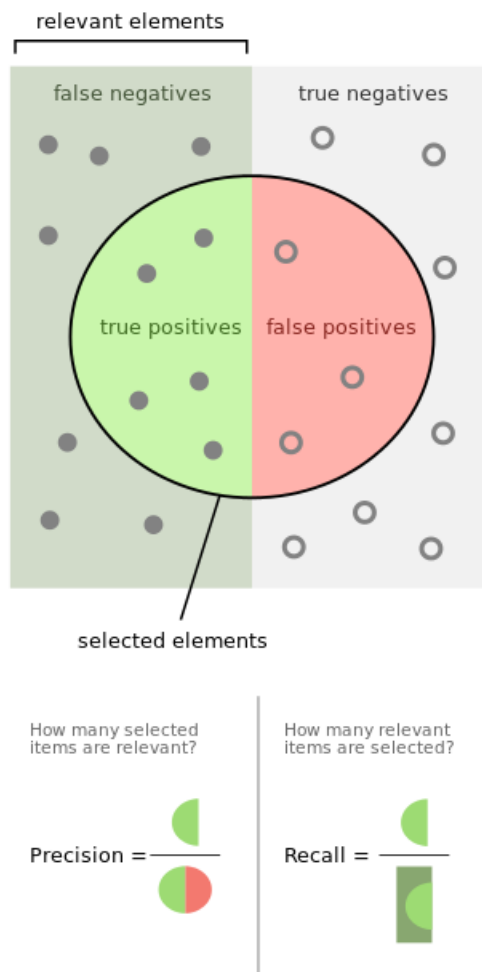 relevant elements
false negatives
true negatives
true positives
false positives
selected elements
How many selected
items are relevant?
How many relevant
items are selected?
Precision =
Recall =